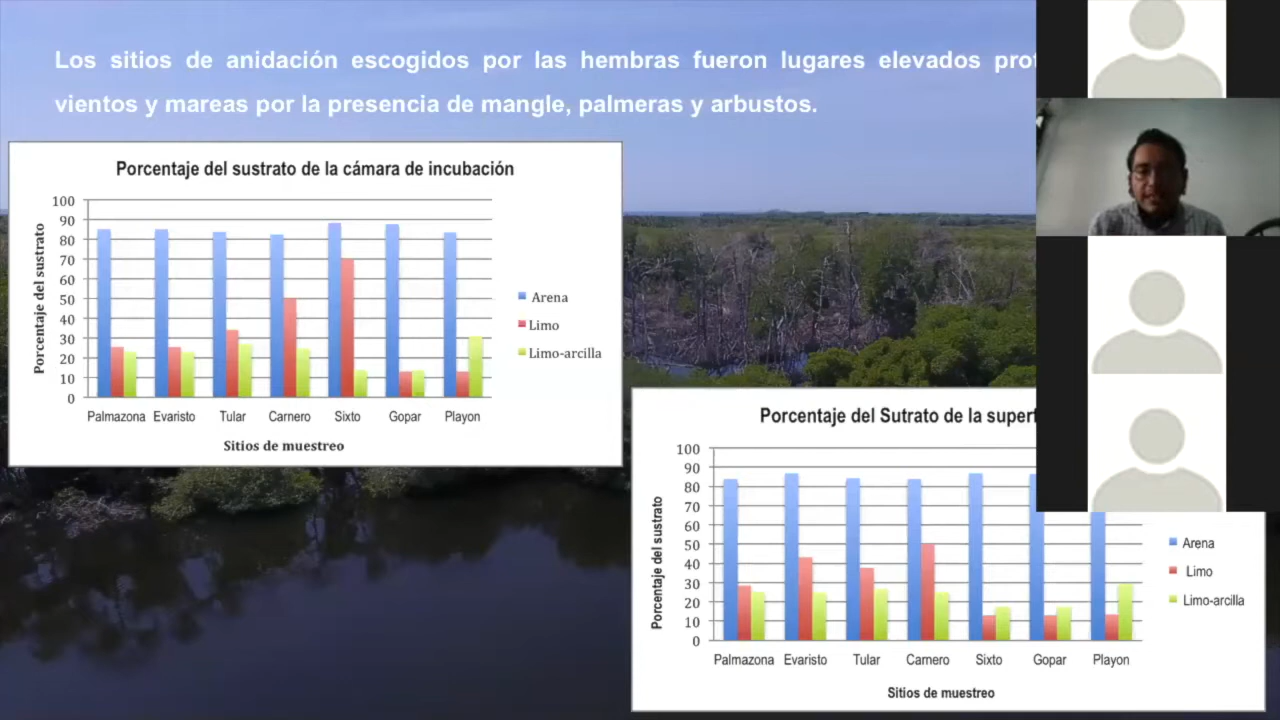 Los sitios de anidación escogidos por las hembras fueron lugares elevados
vientos y mareas por la presencia de mangle, palmeras y arbustos.
Porcentaje del sustrato de la cámara de incubación
100
90
80
70
60
50
40
30
20
10
0
Porcentaje del sustrato
Palmazona Evaristo Tular Carnero Sixto Gopar Playon
Sitios de muestreo
Arena
Limo
Limo-arcilla
Porcentaje del Sutrato de la
100
90
80
70
60
50
40
30
20
10
0
Porcentaje del sustrato
Palmazona Evaristo Tular Carnero Sixto Gopar Playon
Sitios de muestreo
Arena
Limo
Limo-arcilla